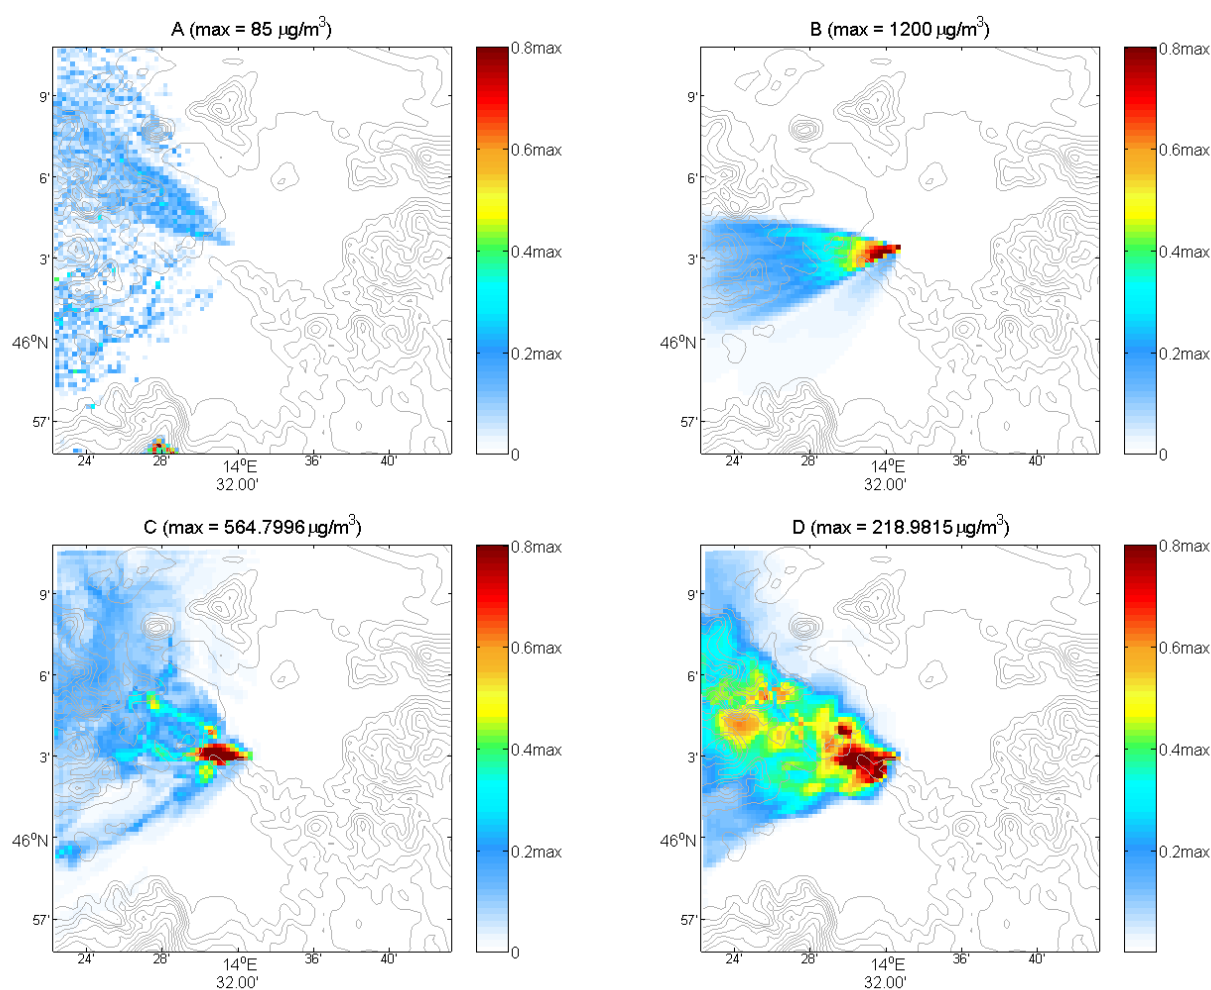 A (max = 85 μg/m³)
0.8max
0.6max
0.4max
0.2max
0
9'
6'
3'
46°N
57'
24'
28'
14°E
32.00'
36'
40'
B (max = 1200 μg/m³)
0.8max
0.6max
0.4max
0.2max
0
9'
6'
3'
46°N
57'
24'
28'
14°E
32.00'
36'
40'
C (max = 564.7996 μg/m³)
0.8max
0.6max
0.4max
0.2max
0
9'
6'
3'
46°N
57'
24'
28'
14°E
32.00'
36'
40'
D (max = 218.9815 μg/m³)
0.8max
0.6max
0.4max
0.2max
9'
6'
3'
46°N
57'
24'
28'
14°E
32.00'
36'
40'